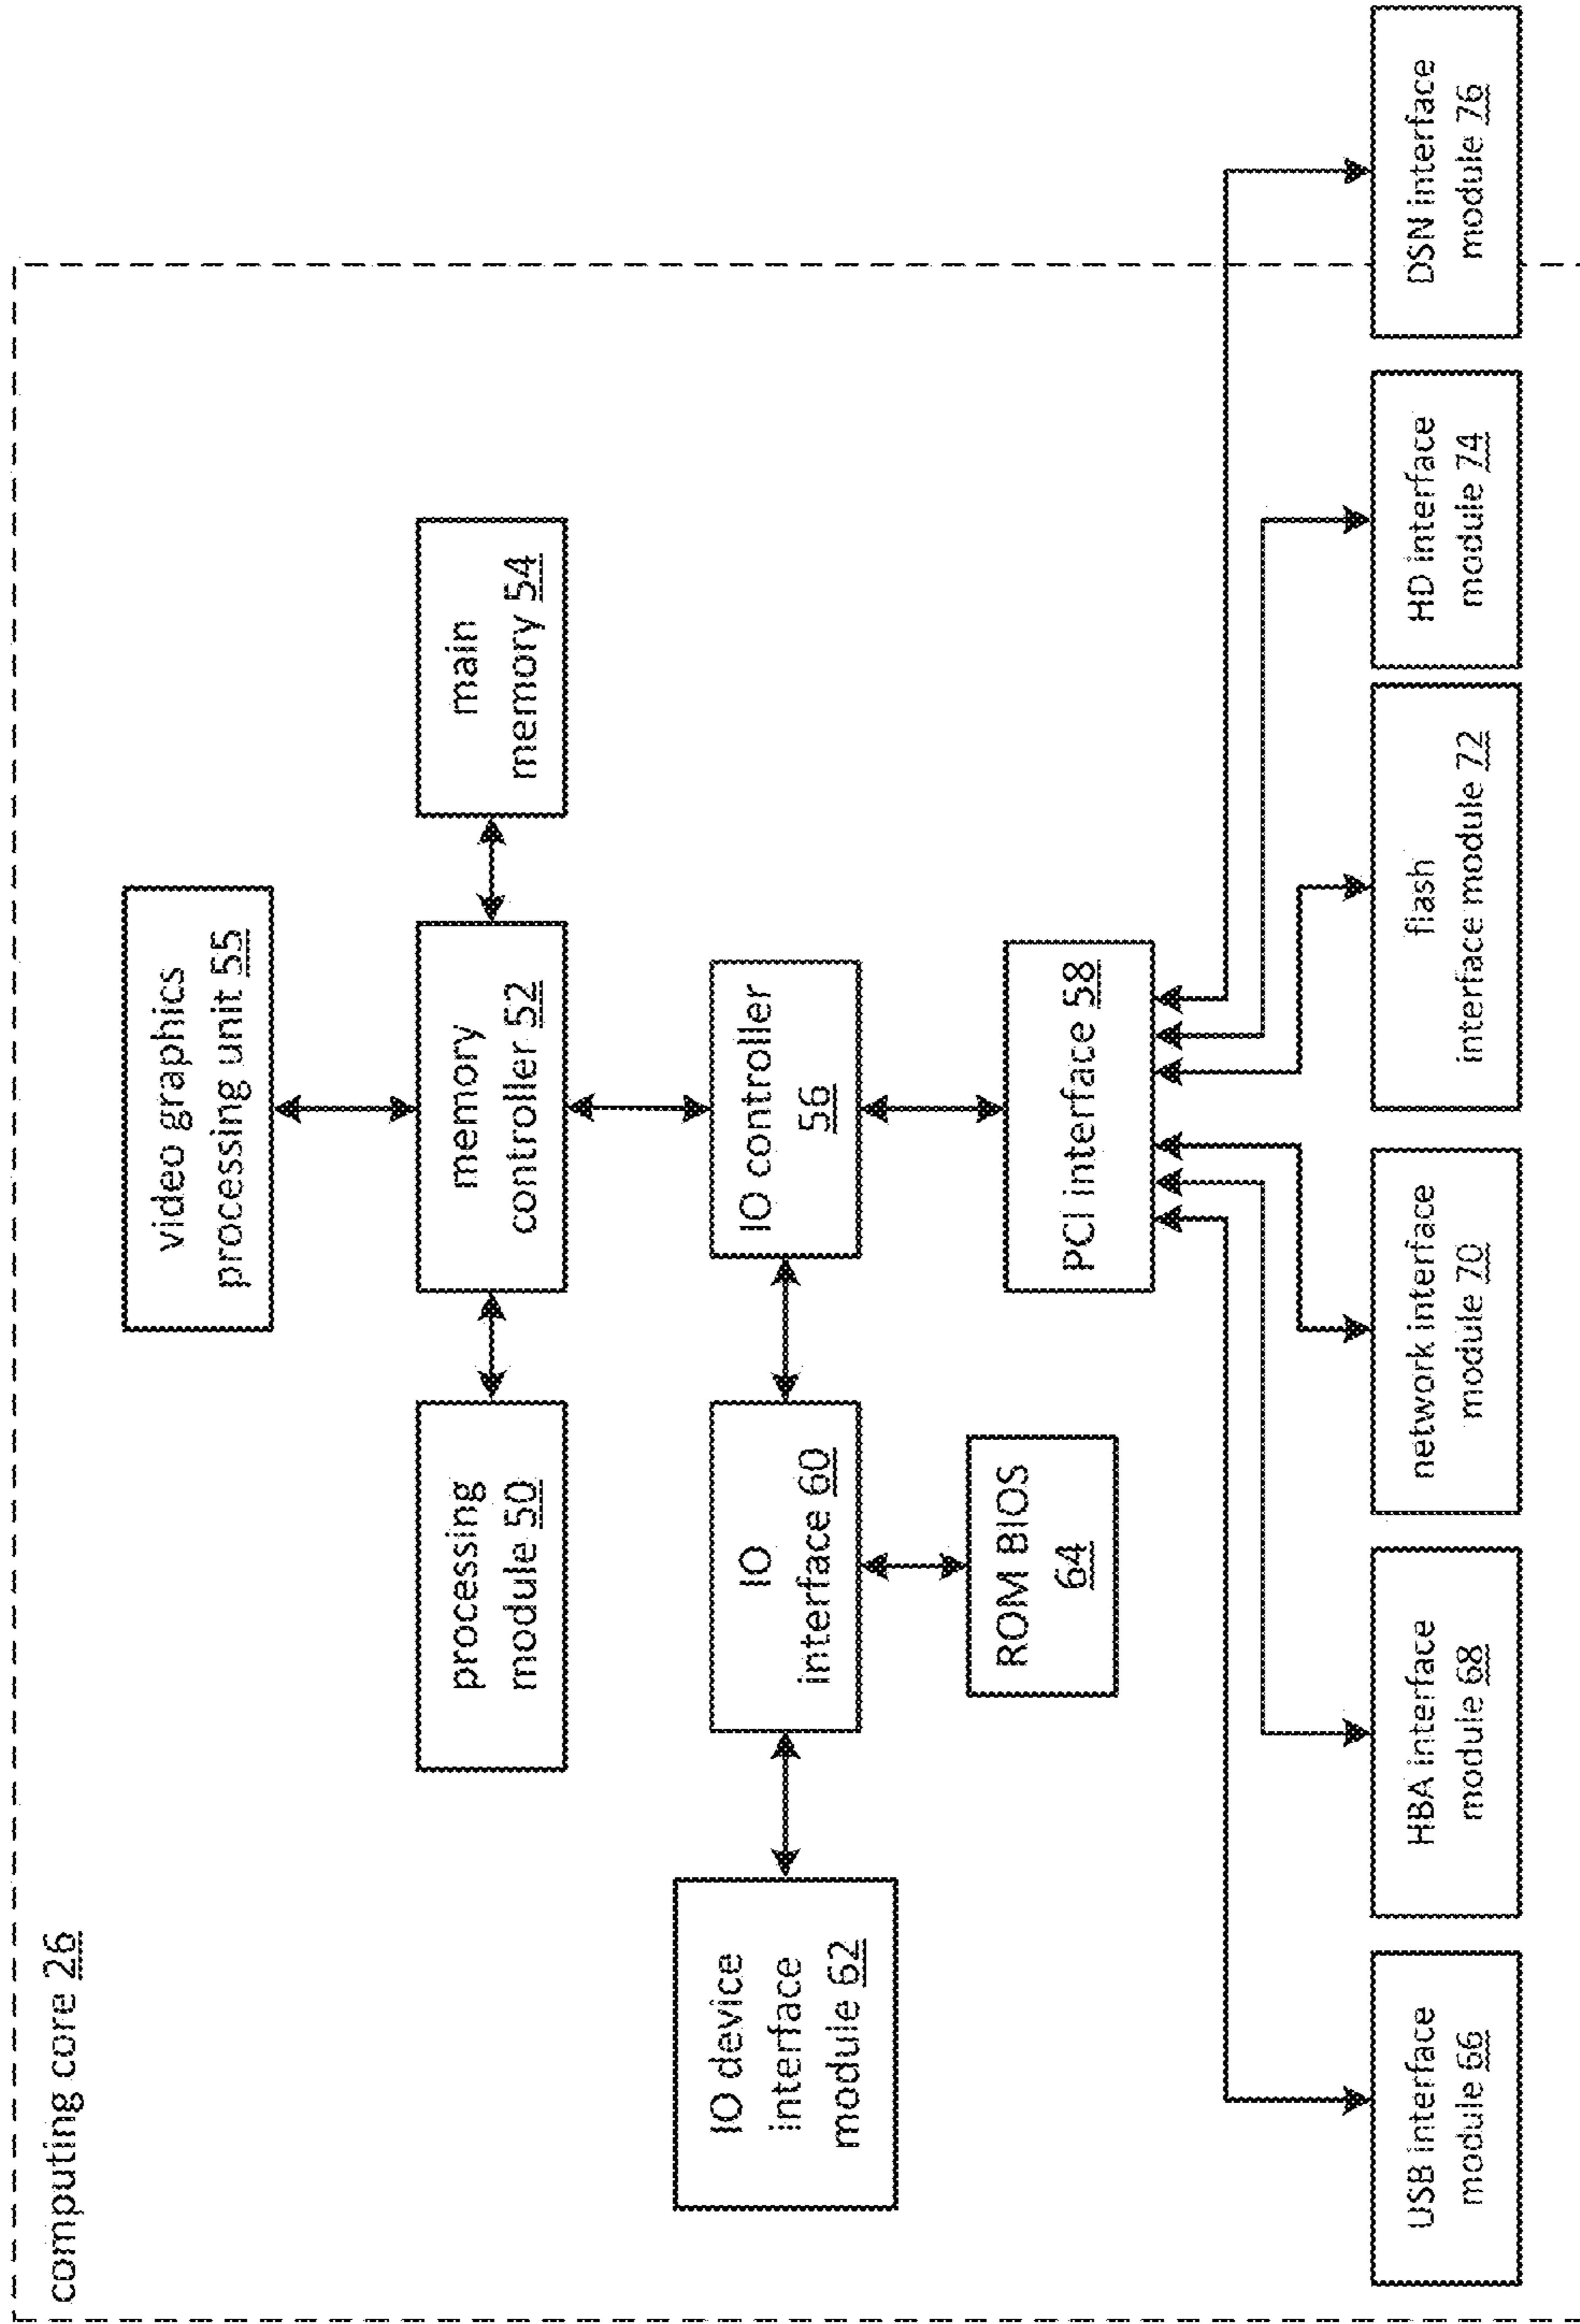 computing core 26
video graphics
processing unit 55
processing
module 50
memory
controller 52
main
memory 54
IO device
interface
module 62
IO
interface 60
IO controller
56
ROM BIOS
64
PCI interface 58
USB interface
module 66
HBA interface
module 68
network interface
module 70
flash
interface module 72
HD interface
module 74
DSN interface
module 76